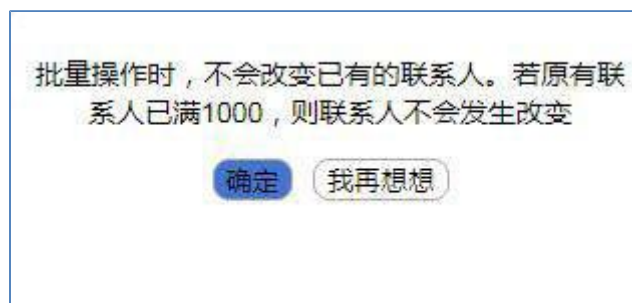 批量操作时，不会改变已有的联系人。若原有联
系人已满1000，则联系人不会发生改变
确定 我再想想